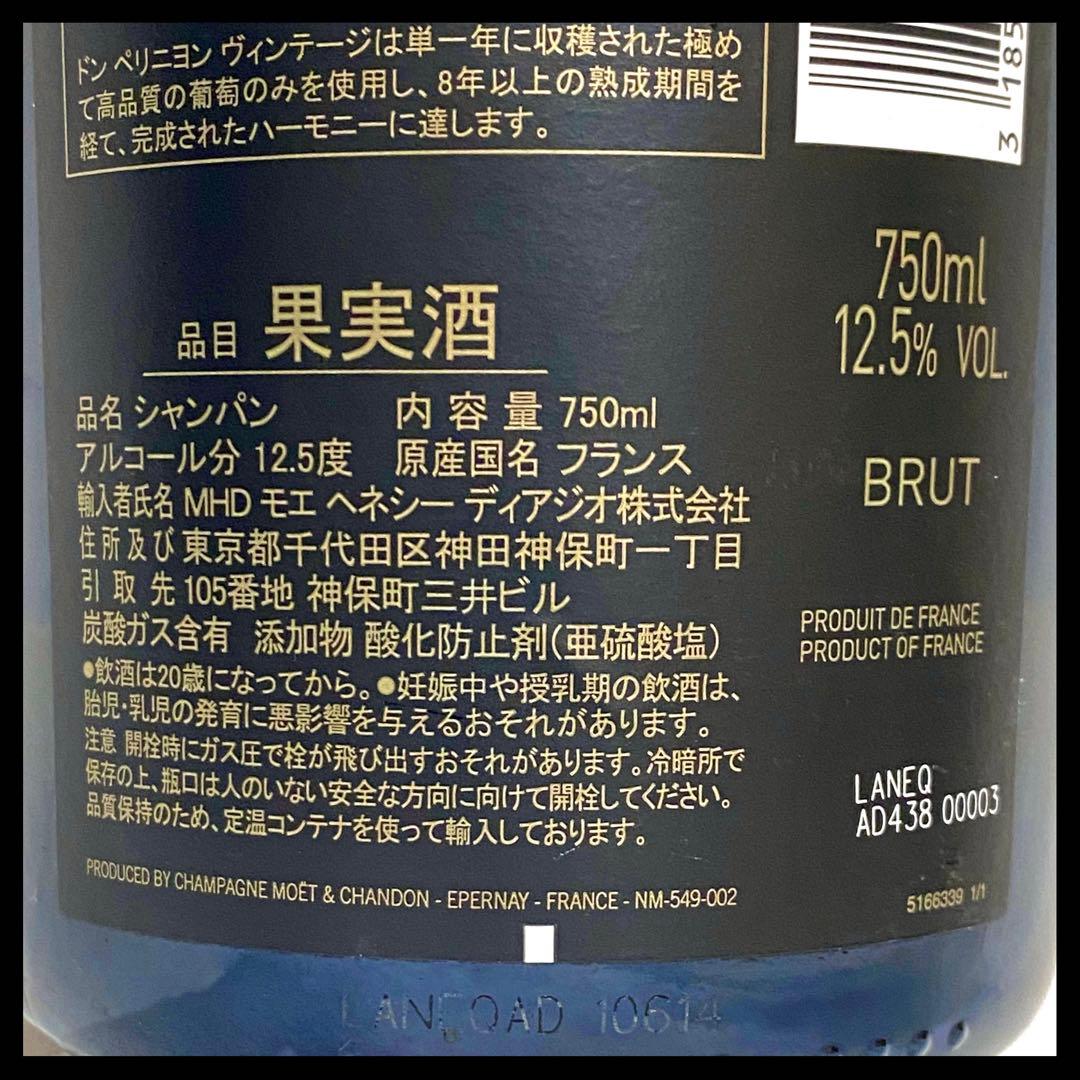 ドン ペリニヨン ヴィンテージは単一年に収穫された極め
て高品質の葡萄のみを使用し、8年以上の熟成期間を
経て、完成されたハーモニーに達します。
3 185
750ml
12.5% VOL.
品目 果実酒
品名 シャンパン 内容量 750ml
アルコール分 12.5度 原産国名 フランス
輸入者氏名 MHD モエ ヘネシー ディアジオ株式会社
住所及び 東京都千代田区神田神保町一丁目
引取先 105番地 神保町三井ビル
炭酸ガス含有 添加物 酸化防止剤(亜硫酸塩)
●飲酒は20歳になってから。●妊娠中や授乳期の飲酒は、
胎児・乳児の発育に悪影響を与えるおそれがあります。
注意 開栓時にガス圧で栓が飛び出すおそれがあります。冷暗所で
保存の上、瓶口は人のいない安全な方向に向けて開栓してください。
品質保持のため、定温コンテナを使って輸入しております。
BRUT
PRODUIT DE FRANCE
PRODUCT OF FRANCE
LANEQ
AD438 00003
PRODUCED BY CHAMPAGNE MOËT & CHANDON - EPERNAY - FRANCE - NM-549-002
5166339 1/1
LANEQAD 10614